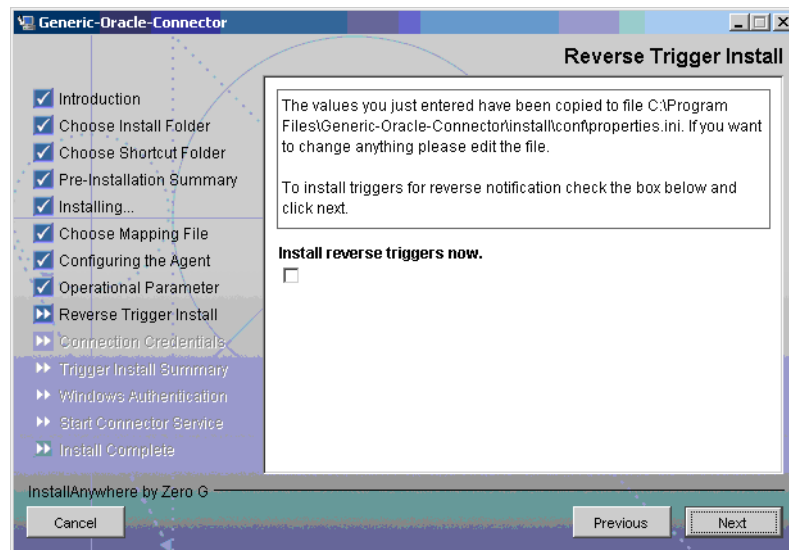 Generic-Oracle-Connector
Reverse Trigger Install
Introduction
Choose Install Folder
Choose Shortcut Folder
Pre-Installation Summary
Installing...
Choose Mapping File
Configuring the Agent
Operational Parameter
Reverse Trigger Install
Connection Credentials
Trigger Install Summary
Windows Authentication
Start Connector Service
Install Complete
The values you just entered have been copied to file C:\Program
Files\Generic-Oracle-Connector\install\conf\properties.ini. If you want
to change anything please edit the file.
To install triggers for reverse notification check the box below and
click next.
Install reverse triggers now.
InstallAnywhere by Zero G
Cancel
Previous
Next